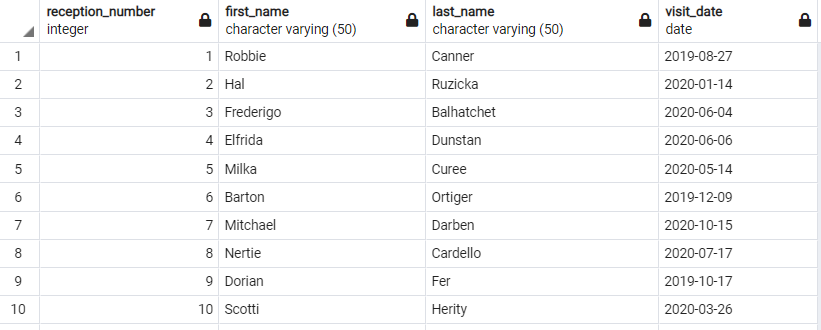 reception_number first_name last_name visit_date
integer character varying (50) character varying (50) date
1 1 Robbie Canner 2019-08-27
2 2 Hal Ruzicka 2020-01-14
3 3 Frederigo Balhatchet 2020-06-04
4 4 Elfrida Dunstan 2020-06-06
5 5 Milka Curee 2020-05-14
6 6 Barton Ortiger 2019-12-09
7 7 Mitchael Darben 2020-10-15
8 8 Nertie Cardello 2020-07-17
9 9 Dorian Fer 2019-10-17
10 10 Scotti Herity 2020-03-26